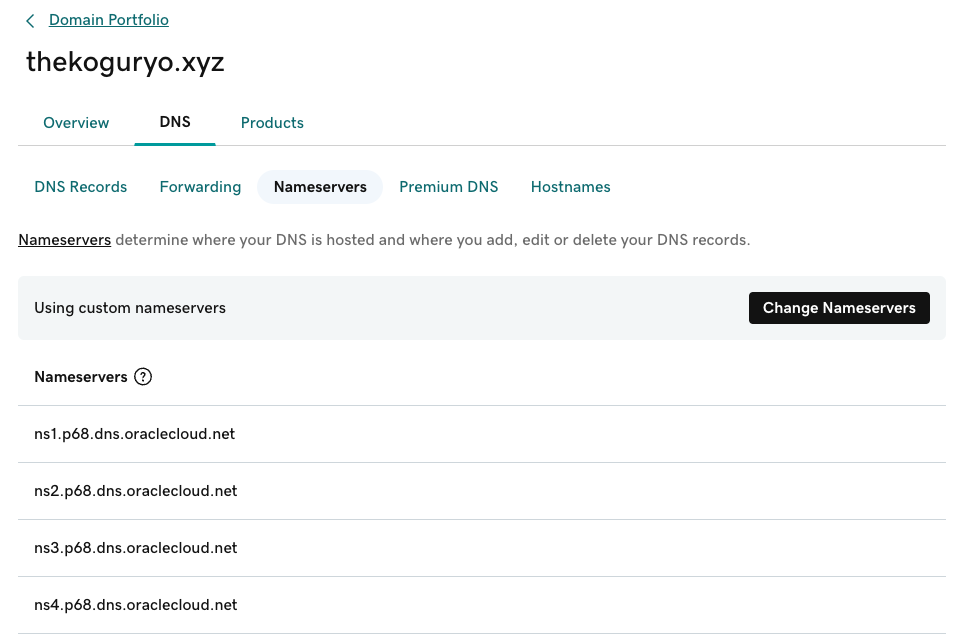 Domain Portfolio
thekoguryo.xyz
Overview DNS Products
DNS Records Forwarding Nameservers Premium DNS Hostnames
Nameservers determine where your DNS is hosted and where you add, edit or delete your DNS records.
Using custom nameservers Change Nameservers
Nameservers ?
ns1.p68.dns.oraclecloud.net
ns2.p68.dns.oraclecloud.net
ns3.p68.dns.oraclecloud.net
ns4.p68.dns.oraclecloud.net